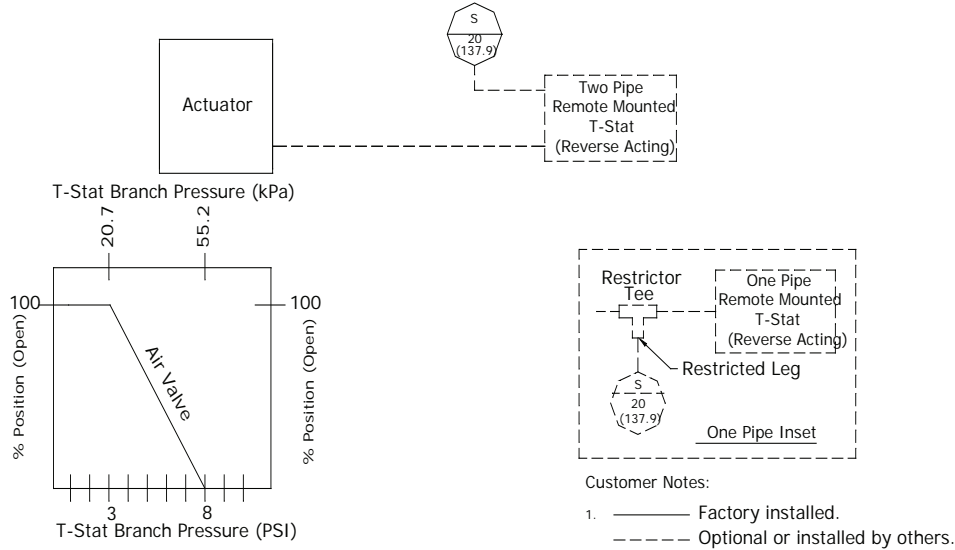 S
20
(137.9)
Actuator
Two Pipe
Remote Mounted
T-Stat
(Reverse Acting)
T-Stat Branch Pressure (kPa)
20.7
55.2
100
100
% Position (Open)
Air Valve
% Position (Open)
3
8
T-Stat Branch Pressure (PSI)
Restrictor
Tee
One Pipe
Remote Mounted
T-Stat
(Reverse Acting)
Restricted Leg
S
20
(137.9)
One Pipe Inset
Customer Notes:
1. Factory installed.
Optional or installed by others.